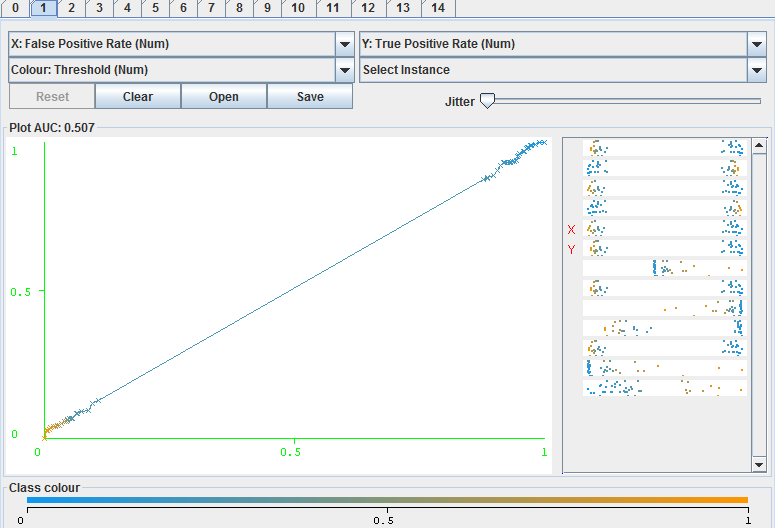 0 1 2 3 4 5 6 7 8 9 10 11 12 13 14
X: False Positive Rate (Num) Y: True Positive Rate (Num)
Colour: Threshold (Num) Select Instance
Reset Clear Open Save Jitter
Plot AUC: 0.507
1
X
Y
0.5
0
0 0.5 1
Class colour
0 0.5 1